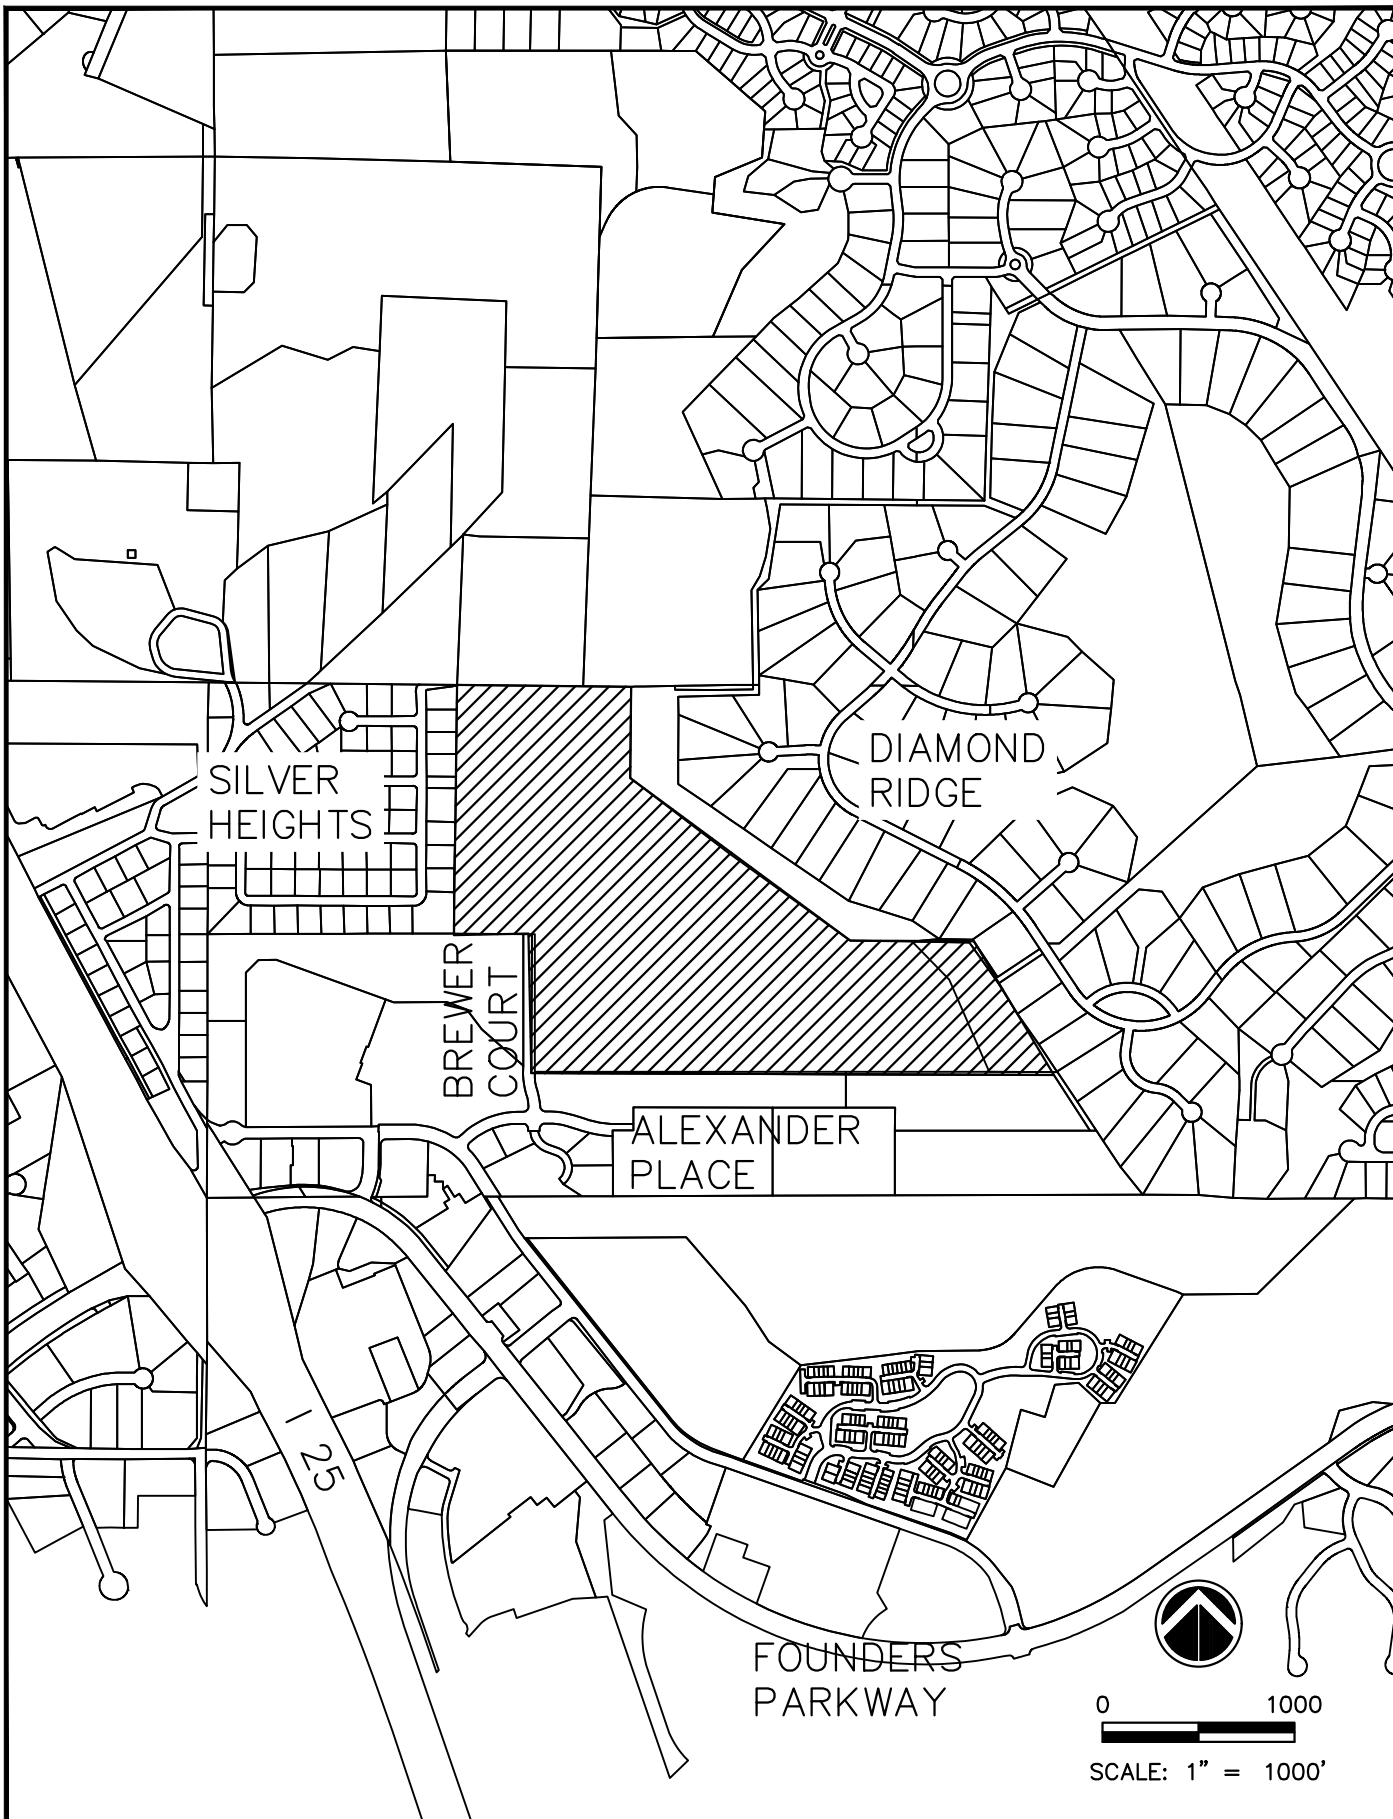 DIAMOND
RIDGE
SILVER
HEIGHTS
BREWER
COURT
ALEXANDER
PLACE
I 25
FOUNDERS
PARKWAY
0 1000
SCALE: 1" = 1000'